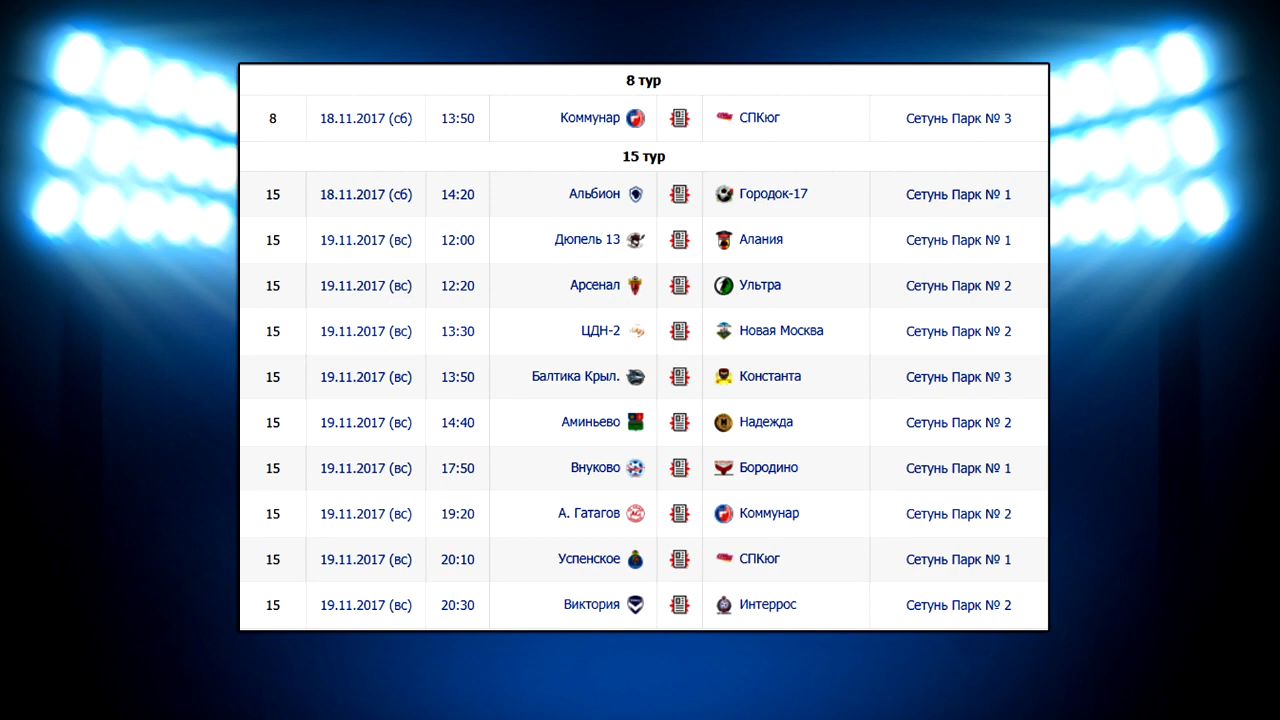 8 тур
8 18.11.2017 (сб) 13:50 Коммунар СПКюг Сетунь Парк № 3
15 тур
15 18.11.2017 (сб) 14:20 Альбион Городок-17 Сетунь Парк № 1
15 19.11.2017 (вс) 12:00 Дюпель 13 Алания Сетунь Парк № 1
15 19.11.2017 (вс) 12:20 Арсенал Ультра Сетунь Парк № 2
15 19.11.2017 (вс) 13:30 ЦДН-2 Новая Москва Сетунь Парк № 2
15 19.11.2017 (вс) 13:50 Балтика Крыл. Константа Сетунь Парк № 3
15 19.11.2017 (вс) 14:40 Аминьево Надежда Сетунь Парк № 2
15 19.11.2017 (вс) 17:50 Внуково Бородино Сетунь Парк № 1
15 19.11.2017 (вс) 19:20 А. Гатагов Коммунар Сетунь Парк № 2
15 19.11.2017 (вс) 20:10 Успенское СПКюг Сетунь Парк № 1
15 19.11.2017 (вс) 20:30 Виктория Интеррос Сетунь Парк № 2